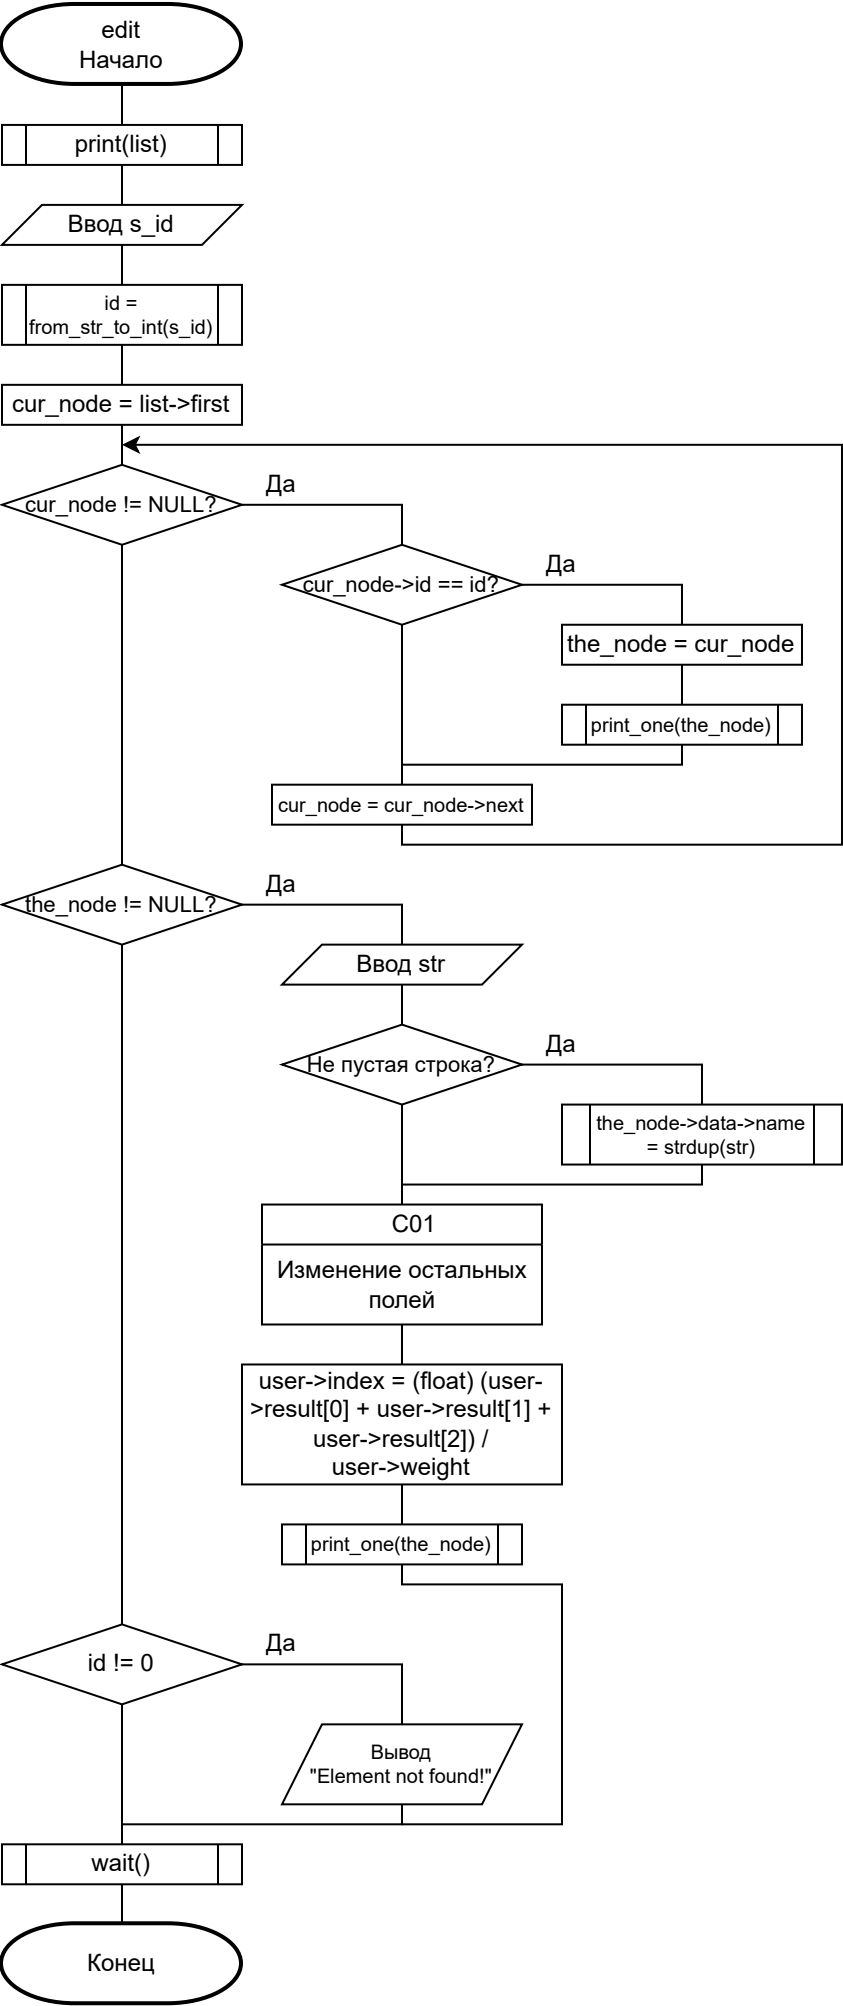 edit
Начало
print(list)
Ввод s_id
id =
from_str_to_int(s_id)
cur_node = list->first
cur_node != NULL?
Да
cur_node->id == id?
Да
the_node = cur_node
print_one(the_node)
cur_node = cur_node->next
the_node != NULL?
Да
Ввод str
Не пустая строка?
Да
the_node->data->name
= strdup(str)
C01
Изменение остальных
полей
user->index = (float) (user-
>result[0] + user->result[1] +
user->result[2]) /
user->weight
print_one(the_node)
id != 0
Да
Вывод
"Element not found!"
wait()
Конец